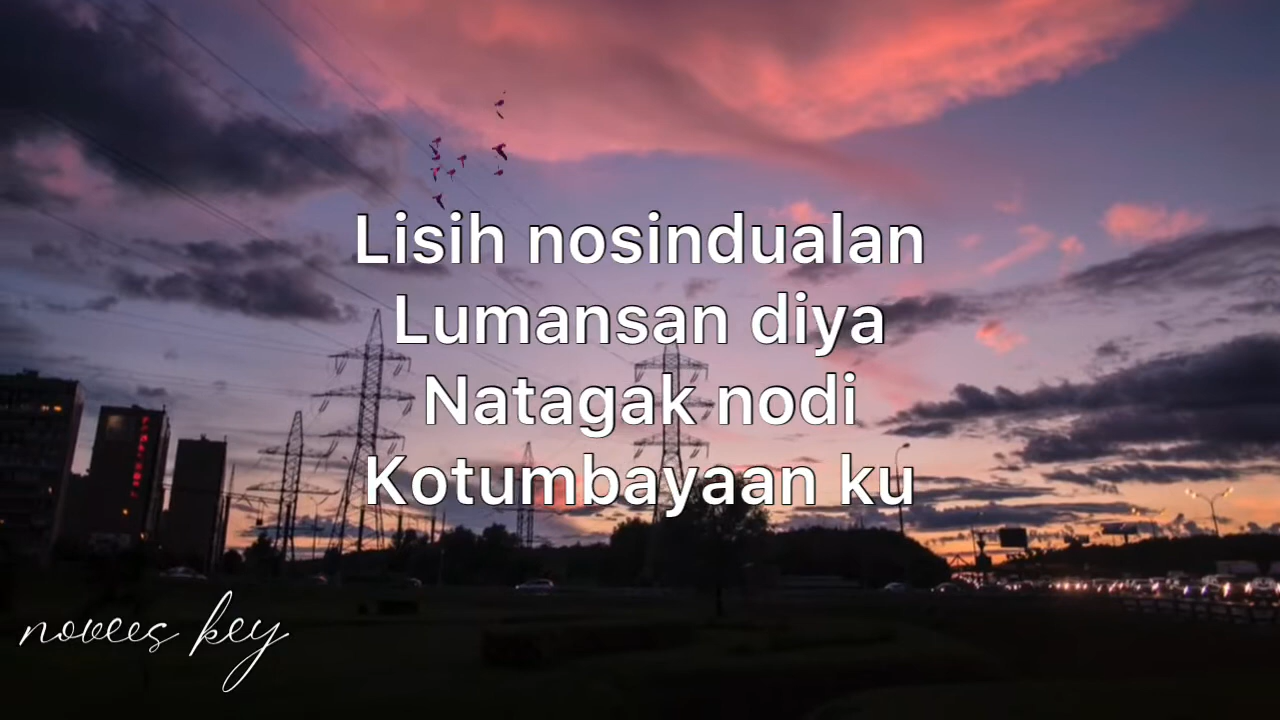 Lisih nosindualan
Lumansan diya
Natagak nodi
Kotumbayaan ku
novees key